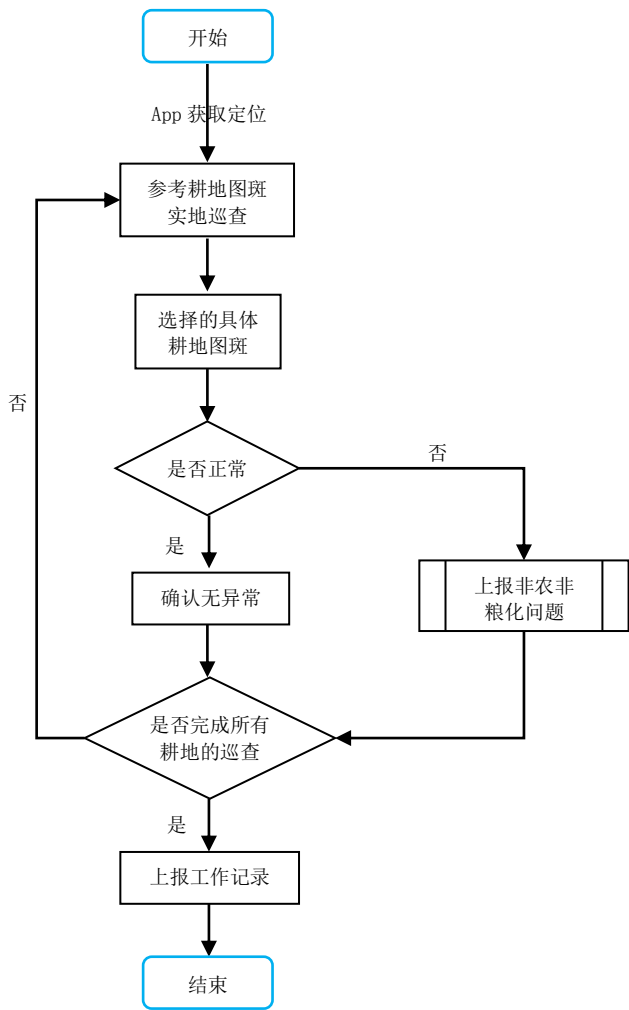 开始
App 获取定位
参考耕地图斑
实地巡查
选择的具体
耕地图斑
否
是否正常
否
是
确认无异常
上报非农非
粮化问题
是否完成所有
耕地的巡查
是
上报工作记录
结束